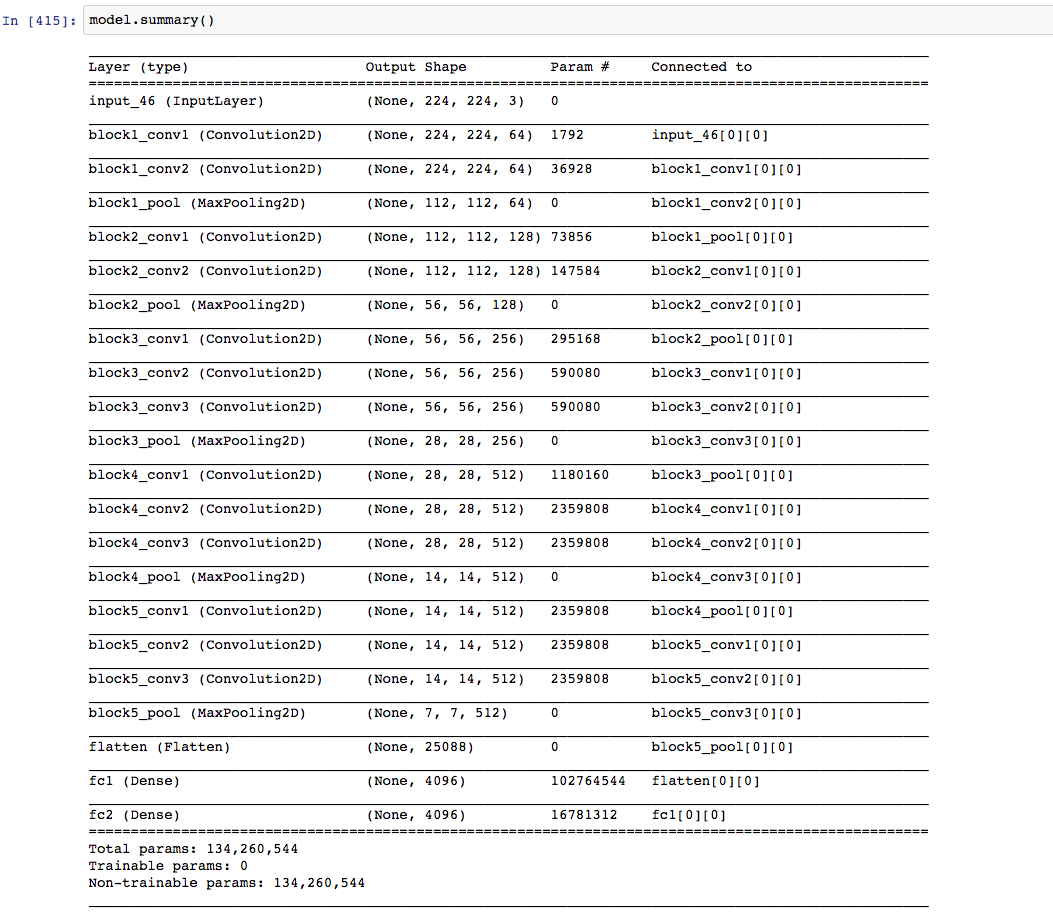 In [415]: model.summary()
Layer (type) Output Shape Param # Connected to
input_46 (InputLayer) (None, 224, 224, 3) 0
block1_conv1 (Convolution2D) (None, 224, 224, 64) 1792 input_46[0][0]
block1_conv2 (Convolution2D) (None, 224, 224, 64) 36928 block1_conv1[0][0]
block1_pool (MaxPooling2D) (None, 112, 112, 64) 0 block1_conv2[0][0]
block2_conv1 (Convolution2D) (None, 112, 112, 128) 73856 block1_pool[0][0]
block2_conv2 (Convolution2D) (None, 112, 112, 128) 147584 block2_conv1[0][0]
block2_pool (MaxPooling2D) (None, 56, 56, 128) 0 block2_conv2[0][0]
block3_conv1 (Convolution2D) (None, 56, 56, 256) 295168 block2_pool[0][0]
block3_conv2 (Convolution2D) (None, 56, 56, 256) 590080 block3_conv1[0][0]
block3_conv3 (Convolution2D) (None, 56, 56, 256) 590080 block3_conv2[0][0]
block3_pool (MaxPooling2D) (None, 28, 28, 256) 0 block3_conv3[0][0]
block4_conv1 (Convolution2D) (None, 28, 28, 512) 1180160 block3_pool[0][0]
block4_conv2 (Convolution2D) (None, 28, 28, 512) 2359808 block4_conv1[0][0]
block4_conv3 (Convolution2D) (None, 28, 28, 512) 2359808 block4_conv2[0][0]
block4_pool (MaxPooling2D) (None, 14, 14, 512) 0 block4_conv3[0][0]
block5_conv1 (Convolution2D) (None, 14, 14, 512) 2359808 block4_pool[0][0]
block5_conv2 (Convolution2D) (None, 14, 14, 512) 2359808 block5_conv1[0][0]
block5_conv3 (Convolution2D) (None, 14, 14, 512) 2359808 block5_conv2[0][0]
block5_pool (MaxPooling2D) (None, 7, 7, 512) 0 block5_conv3[0][0]
flatten (Flatten) (None, 25088) 0 block5_pool[0][0]
fc1 (Dense) (None, 4096) 102764544 flatten[0][0]
fc2 (Dense) (None, 4096) 16781312 fc1[0][0]
Total params: 134,260,544
Trainable params: 0
Non-trainable params: 134,260,544